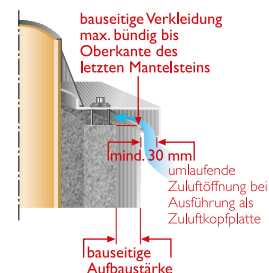 bauseitige Verkleidung
max. bündig bis
Oberkante des
letzten Mantelsteins
mind. 30 mm
umlaufende
Zuluftöffnung bei
Ausführung als
Zuluftkopfplatte
bauseitige
Aufbaustärke